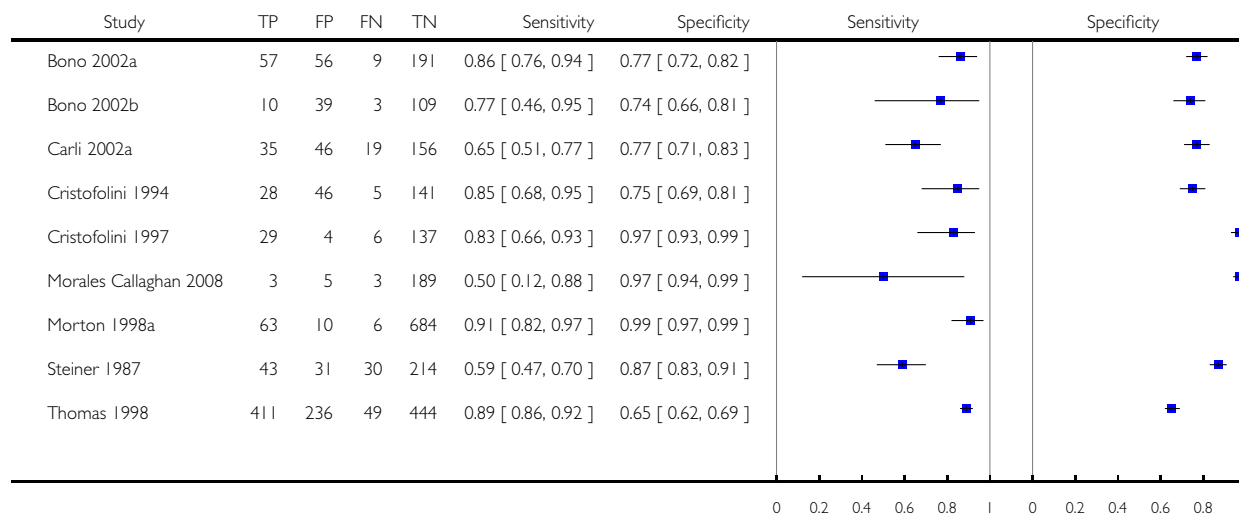 Study TP FP FN TN Sensitivity Specificity Sensitivity Specificity
Bono 2002a 57 56 9 191 0.86 [ 0.76, 0.94 ] 0.77 [ 0.72, 0.82 ]
Bono 2002b 10 39 3 109 0.77 [ 0.46, 0.95 ] 0.74 [ 0.66, 0.81 ]
Carli 2002a 35 46 19 156 0.65 [ 0.51, 0.77 ] 0.77 [ 0.71, 0.83 ]
Cristofolini 1994 28 46 5 141 0.85 [ 0.68, 0.95 ] 0.75 [ 0.69, 0.81 ]
Cristofolini 1997 29 4 6 137 0.83 [ 0.66, 0.93 ] 0.97 [ 0.93, 0.99 ]
Morales Callaghan 2008 3 5 3 189 0.50 [ 0.12, 0.88 ] 0.97 [ 0.94, 0.99 ]
Morton 1998a 63 10 6 684 0.91 [ 0.82, 0.97 ] 0.99 [ 0.97, 0.99 ]
Steiner 1987 43 31 30 214 0.59 [ 0.47, 0.70 ] 0.87 [ 0.83, 0.91 ]
Thomas 1998 411 236 49 444 0.89 [ 0.86, 0.92 ] 0.65 [ 0.62, 0.69 ]
0 0.2 0.4 0.6 0.8 1 0 0.2 0.4 0.6 0.8